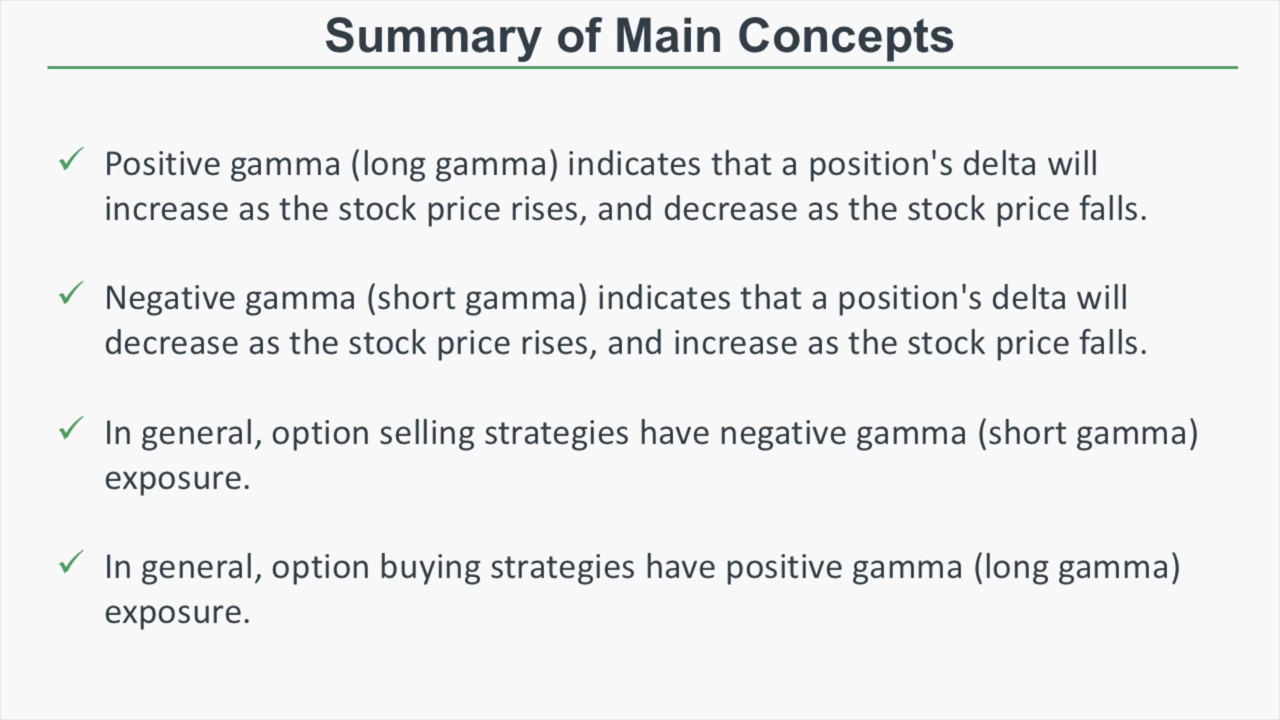 Summary of Main Concepts
✓ Positive gamma (long gamma) indicates that a position's delta will
increase as the stock price rises, and decrease as the stock price falls.
✓ Negative gamma (short gamma) indicates that a position's delta will
decrease as the stock price rises, and increase as the stock price falls.
✓ In general, option selling strategies have negative gamma (short gamma)
exposure.
✓ In general, option buying strategies have positive gamma (long gamma)
exposure.